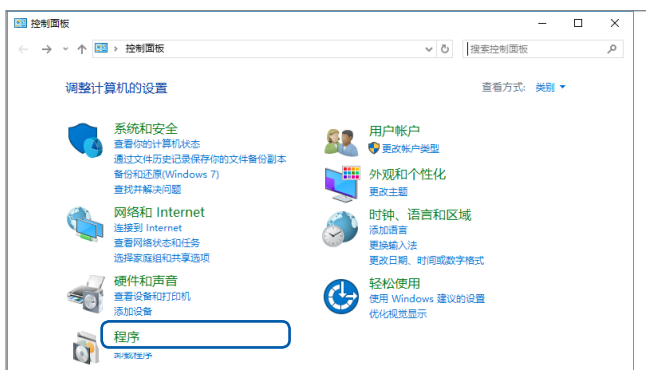 控制面板
控制面板
搜索控制面板
调整计算机的设置
查看方式: 类别
系统和安全
查看你的计算机状态
通过文件历史记录保存你的文件备份副本
备份和还原(Windows 7)
查找并解决问题
网络和 Internet
连接到 Internet
查看网络状态和任务
选择家庭组和共享选项
硬件和声音
查看设备和打印机
添加设备
程序
卸载程序
用户帐户
更改帐户类型
外观和个性化
更改主题
时钟、语言和区域
添加语言
更换输入法
更改日期、时间或数字格式
轻松使用
使用 Windows 建议的设置
优化视觉显示